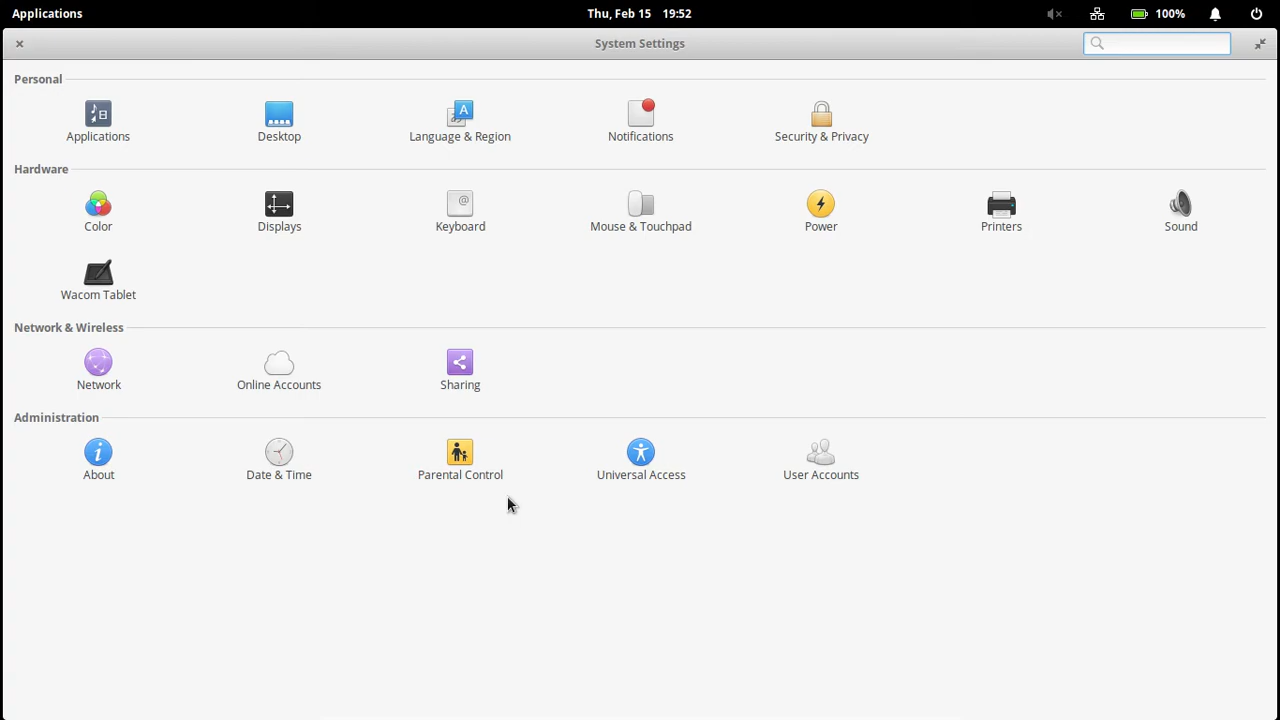 Applications Thu, Feb 15 19:52 100%
System Settings
Personal
Applications Desktop Language & Region Notifications Security & Privacy
Hardware
Color Displays Keyboard Mouse & Touchpad Power Printers Sound
Wacom Tablet
Network & Wireless
Network Online Accounts Sharing
Administration
About Date & Time Parental Control Universal Access User Accounts